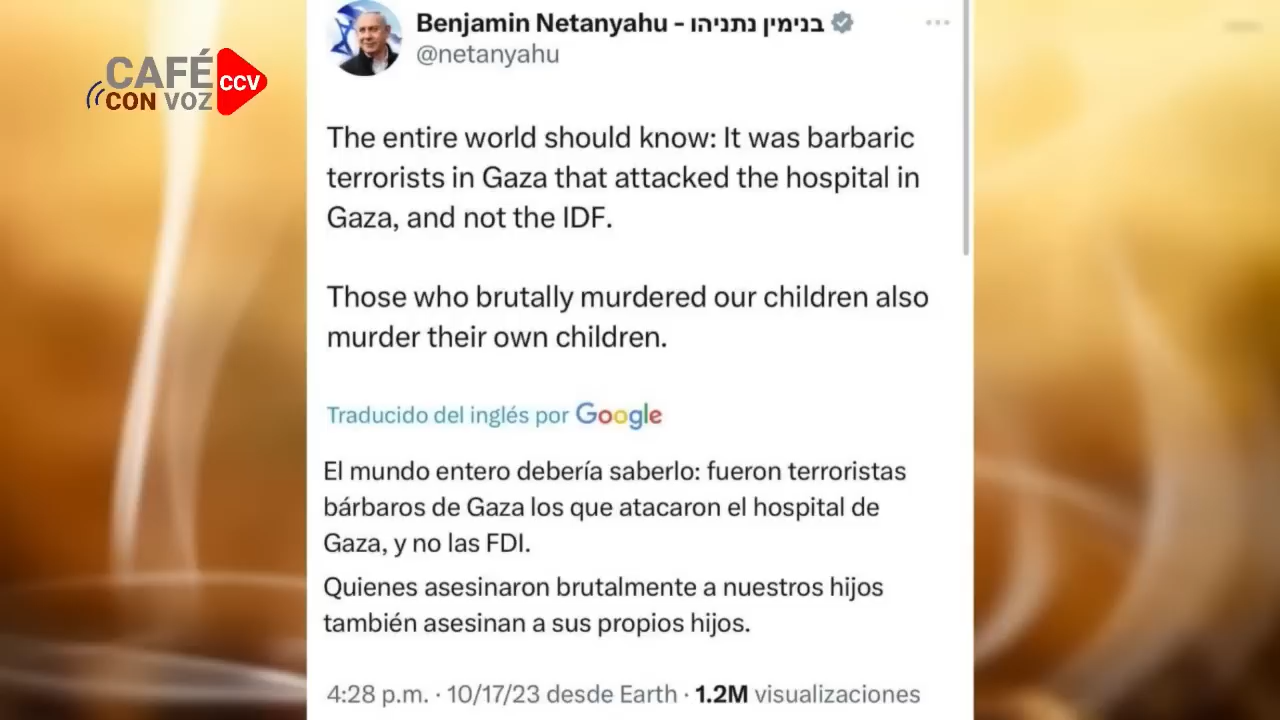 Benjamin Netanyahu - בנימין נתניהו
@netanyahu
CAFÉ
CON VOZ
CCV
The entire world should know: It was barbaric
terrorists in Gaza that attacked the hospital in
Gaza, and not the IDF.
Those who brutally murdered our children also
murder their own children.
Traducido del inglés por Google
El mundo entero debería saberlo: fueron terroristas
bárbaros de Gaza los que atacaron el hospital de
Gaza, y no las FDI.
Quienes asesinaron brutalmente a nuestros hijos
también asesinan a sus propios hijos.
4:28 p.m. · 10/17/23 desde Earth · 1.2M visualizaciones